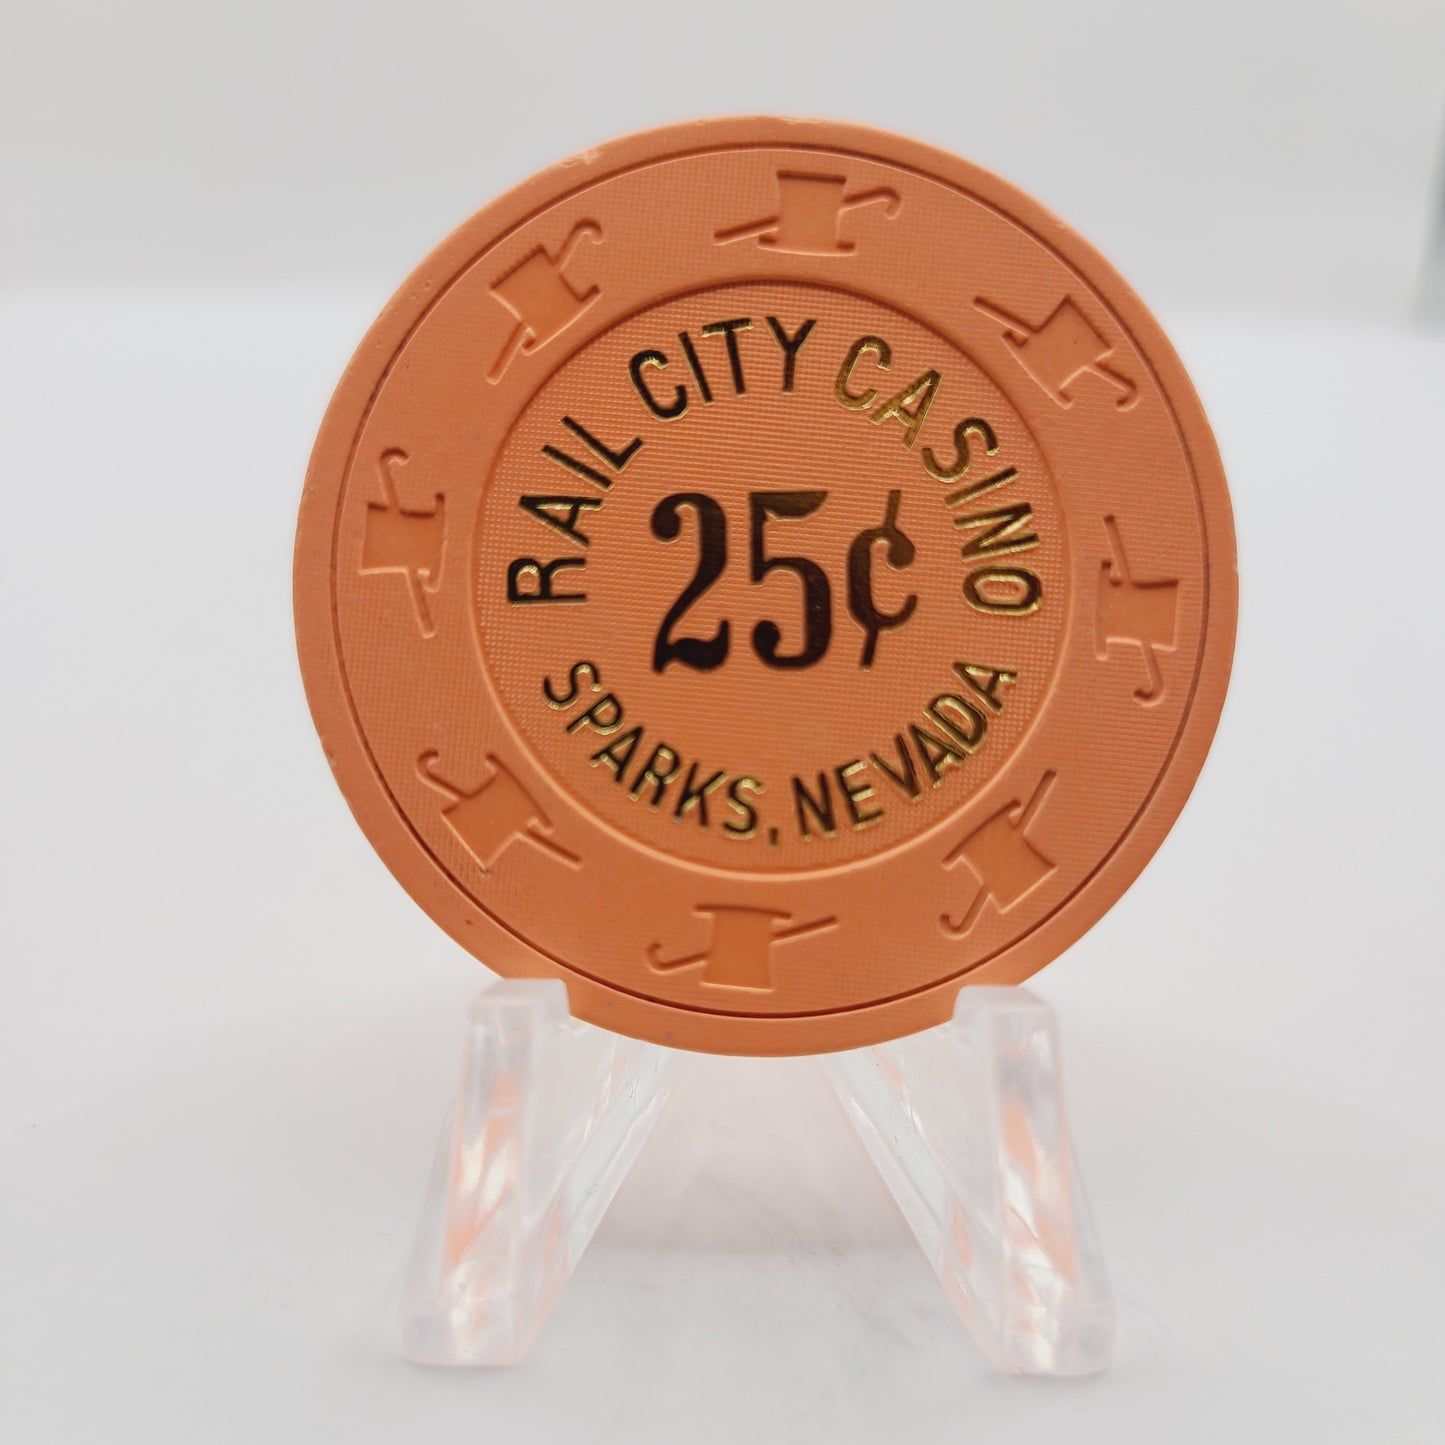 RAIL CITY CASINO
25¢
SPARKS, NEVADA